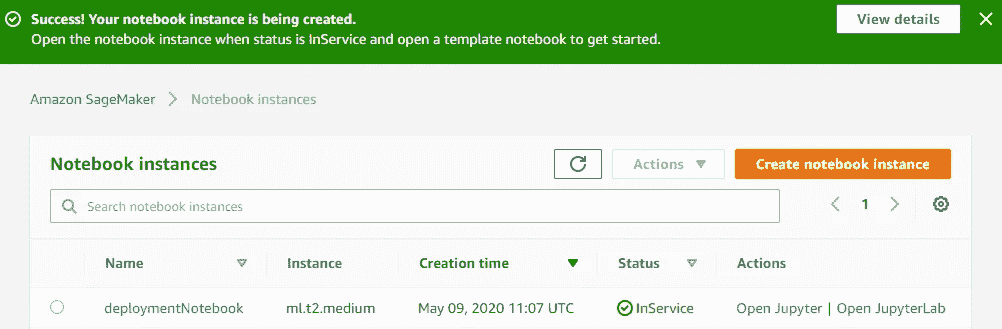 Success! Your notebook instance is being created.
View details
Open the notebook instance when status is InService and open a template notebook to get started.
Amazon SageMaker > Notebook instances
Notebook instances
Actions
Create notebook instance
Search notebook instances
1
Name Instance Creation time Status Actions
deploymentNotebook ml.t2.medium May 09, 2020 11:07 UTC InService Open Jupyter | Open JupyterLab